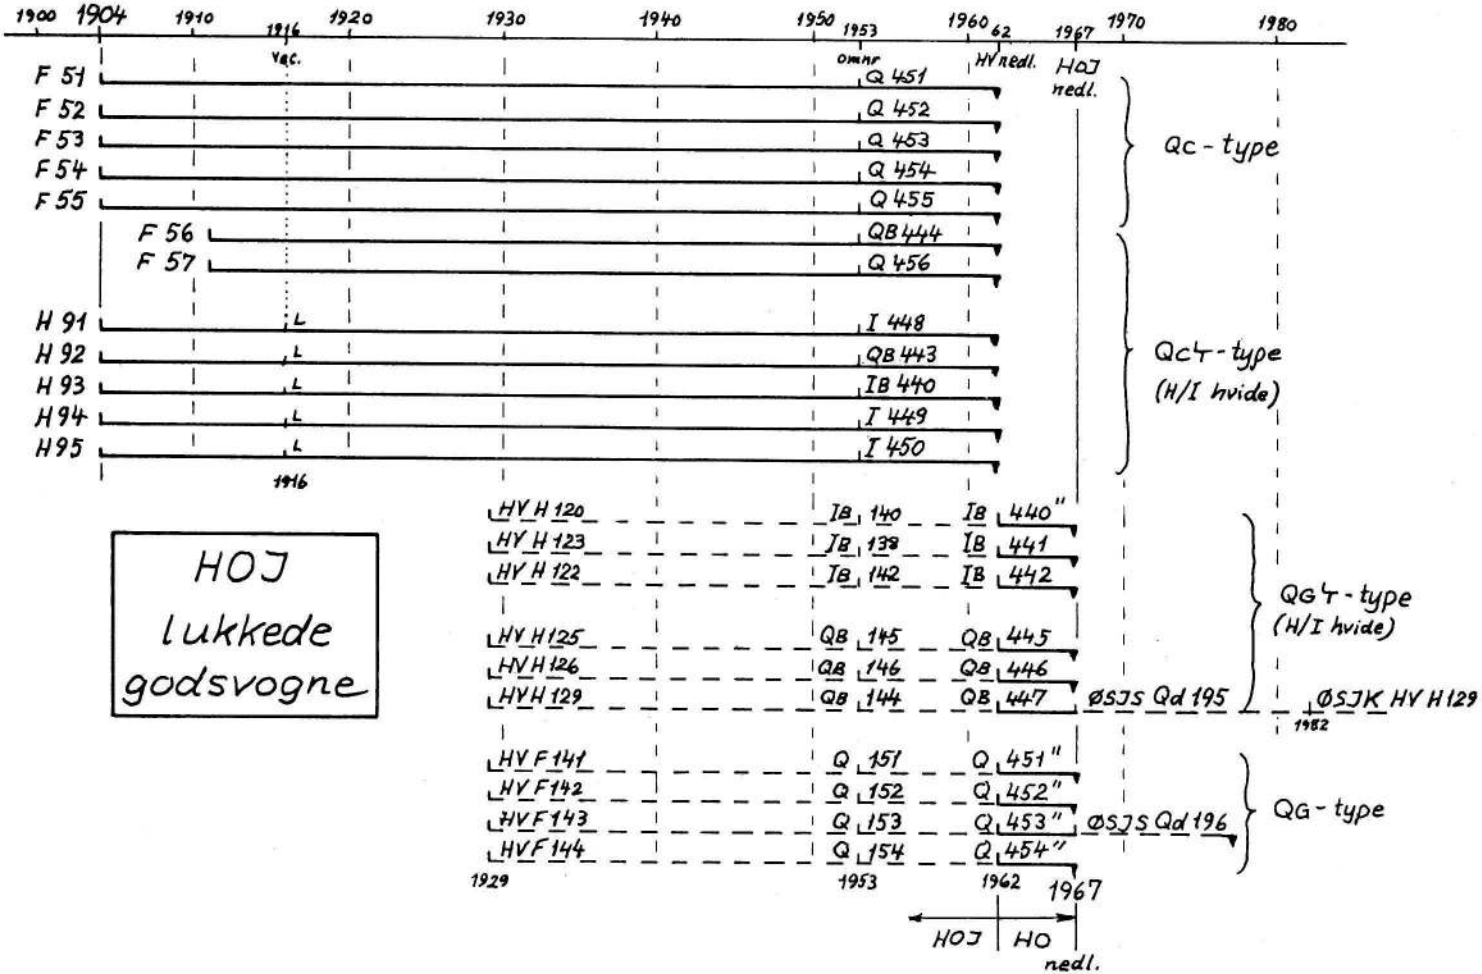 1900 1904 1910 1916 1920 1930 1940 1950 1953 1960 62 1967 1970 1980
vac. omnr HV nedl. HOJ nedl.
F 51 Q 451
F 52 Q 452
F 53 Q 453
F 54 Q 454
F 55 Q 455
Qc - type
F 56 QB 444
F 57 Q 456
H 91 L I 448
H 92 L QB 443
H 93 L IB 440
H 94 L I 449
H 95 L I 450
QcY - type
(H/I hvide)
1916
HV H 120 IB 140 IB 440"
HV H 123 IB 138 IB 441
HV H 122 IB 142 IB 442
HV H 125 QB 145 QB 445
HV H 126 QB 146 QB 446
HV H 129 QB 144 QB 447 ØSJS Qd 195 ØSJK HV H 129
1982
QGY - type
(H/I hvide)
HOJ
lukkede
godsvogne
HV F 141 Q 151 Q 451"
HV F 142 Q 152 Q 452"
HV F 143 Q 153 Q 453" ØSJS Qd 196
HV F 144 Q 154 Q 454"
QG - type
1929 1953 1962 1967
HOJ HO
nedl.